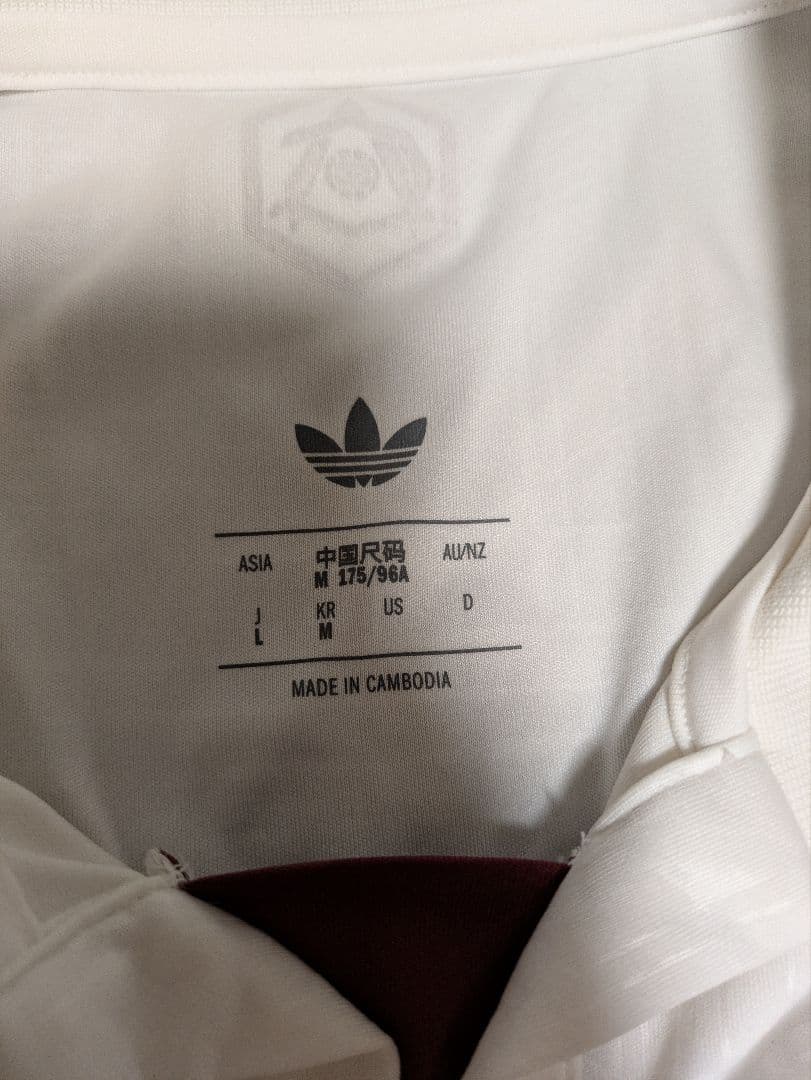 ASIA 中国尺码 AU/NZ
M 175/96A
J KR US D
L M
MADE IN CAMBODIA